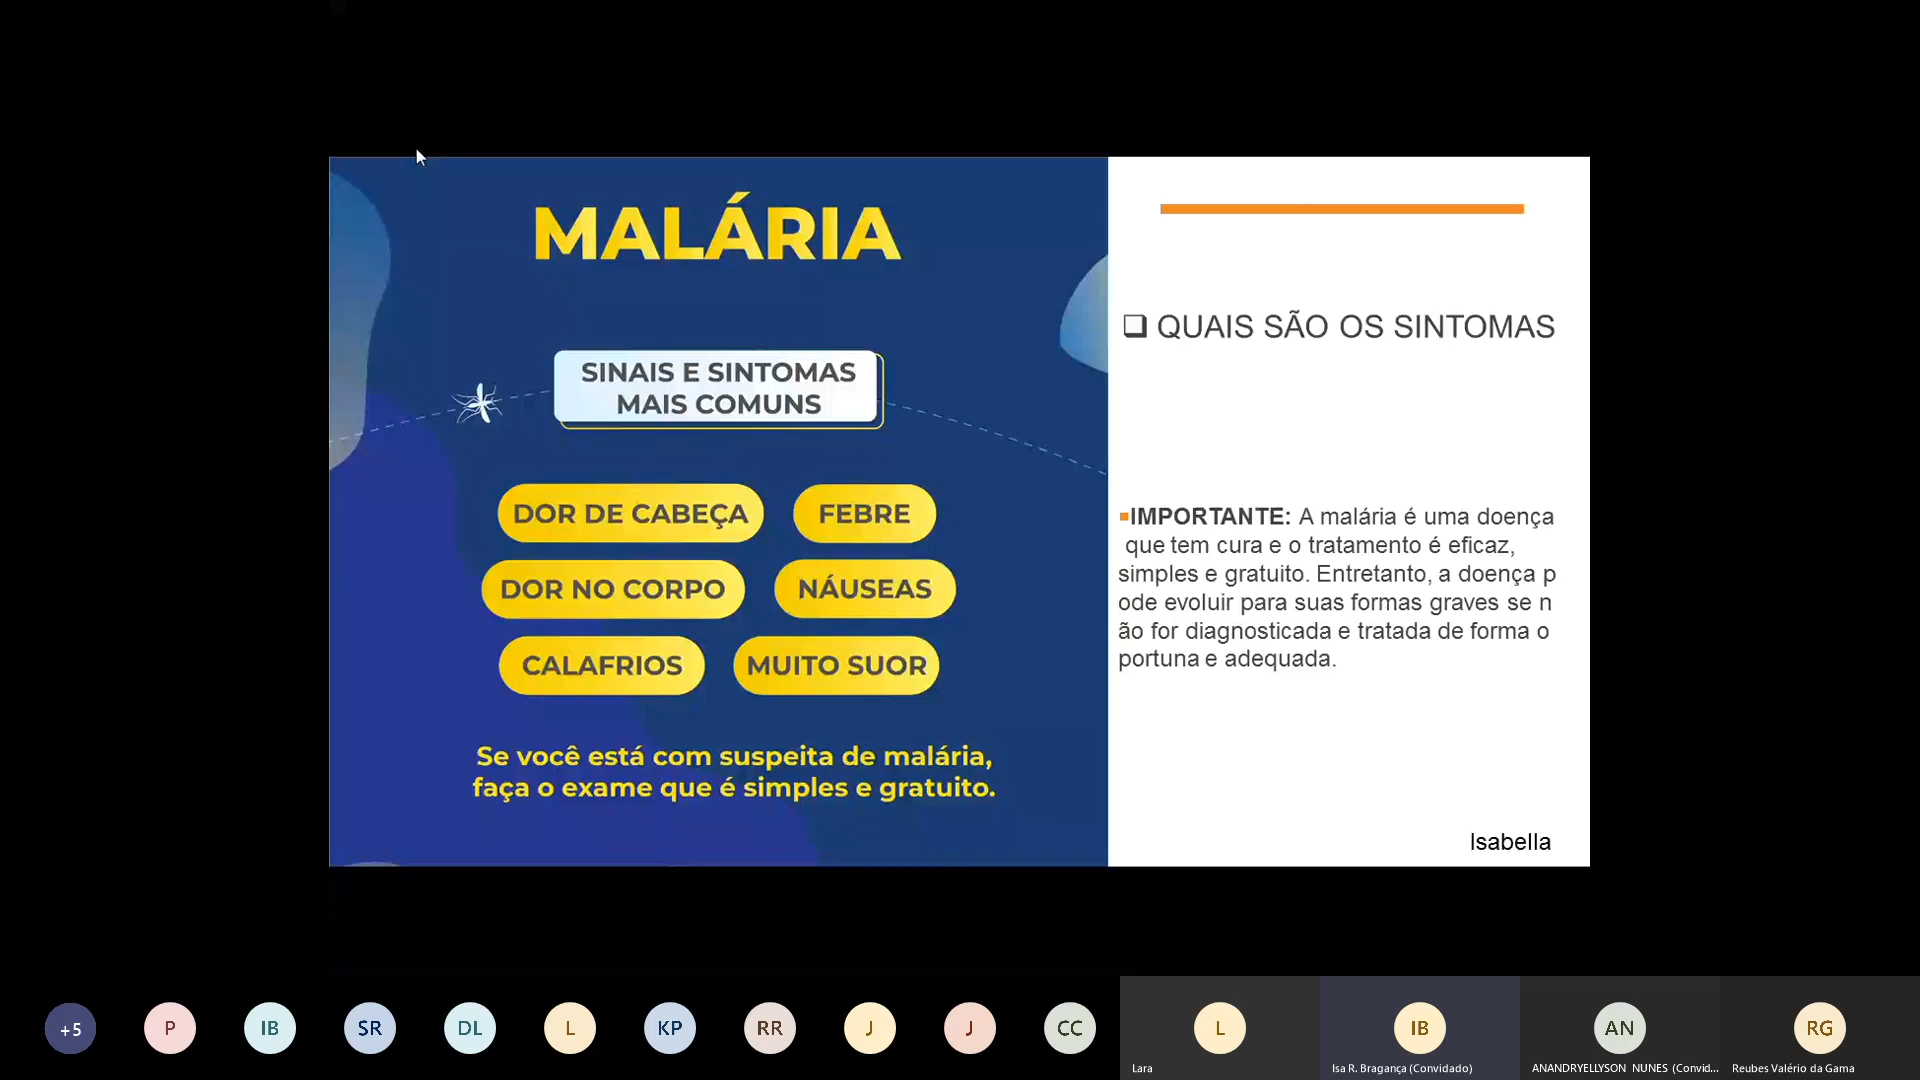 MALÁRIA
SINAIS E SINTOMAS
MAIS COMUNS
DOR DE CABEÇA
FEBRE
DOR NO CORPO
NÁUSEAS
CALAFRIOS
MUITO SUOR
Se você está com suspeita de malária,
faça o exame que é simples e gratuito.
QUAIS SÃO OS SINTOMAS
IMPORTANTE: A malária é uma doença
que tem cura e o tratamento é eficaz,
simples e gratuito. Entretanto, a doença p
ode evoluir para suas formas graves se n
ão for diagnosticada e tratada de forma o
portuna e adequada.
Isabella
+5
P
IB
SR
DL
L
KP
RR
J
J
CC
L
IB
AN
RG
Lara
Isa R. Bragança (Convidado)
ANANDRYELLYSON NUNES (Convid...
Reubes Valério da Gama